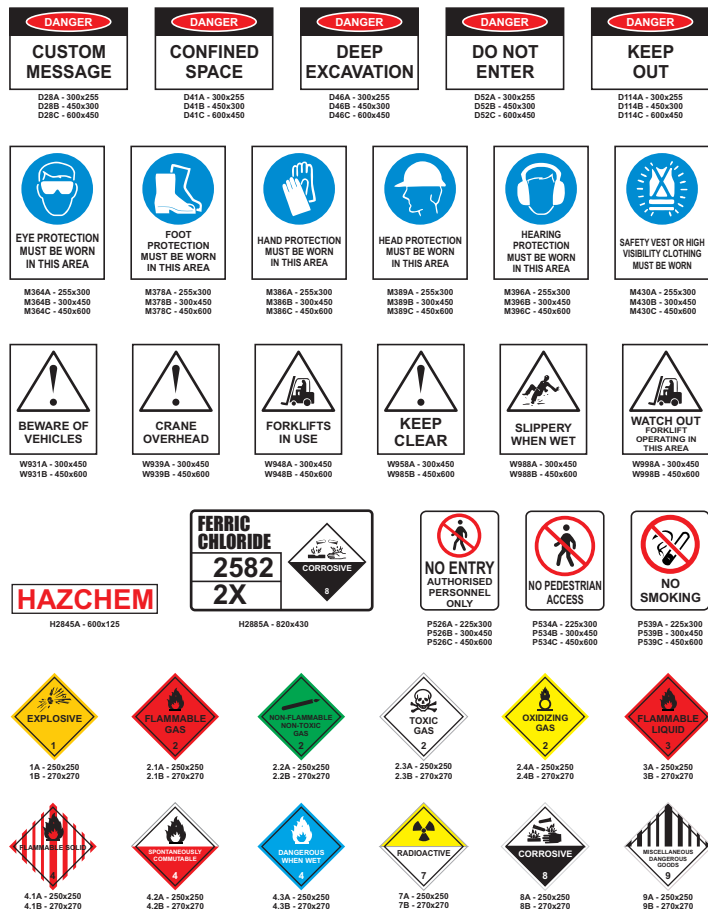 DANGER
CUSTOM
MESSAGE
D28A - 300x255
D28B - 450x300
D28C - 600x450
DANGER
CONFINED
SPACE
D41A - 300x255
D41B - 450x300
D41C - 600x450
DANGER
DEEP
EXCAVATION
D46A - 300x255
D46B - 450x300
D46C - 600x450
DANGER
DO NOT
ENTER
D52A - 300x255
D52B - 450x300
D52C - 600x450
DANGER
KEEP
OUT
D114A - 300x255
D114B - 450x300
D114C - 600x450
EYE PROTECTION
MUST BE WORN
IN THIS AREA
M364A - 255x300
M364B - 300x450
M364C - 450x600
FOOT
PROTECTION
MUST BE WORN
IN THIS AREA
M378A - 255x300
M378B - 300x450
M378C - 450x600
HAND PROTECTION
MUST BE WORN
IN THIS AREA
M386A - 255x300
M386B - 300x450
M386C - 450x600
HEAD PROTECTION
MUST BE WORN
IN THIS AREA
M389A - 255x300
M389B - 300x450
M389C - 450x600
HEARING
PROTECTION
MUST BE WORN
IN THIS AREA
M396A - 255x300
M396B - 300x450
M396C - 450x600
SAFETY VEST OR HIGH
VISIBILITY CLOTHING
MUST BE WORN
M430A - 255x300
M430B - 300x450
M430C - 450x600
BEWARE OF
VEHICLES
W931A - 300x450
W931B - 450x600
CRANE
OVERHEAD
W939A - 300x450
W939B - 450x600
FORKLIFTS
IN USE
W948A - 300x450
W948B - 450x600
KEEP
CLEAR
W958A - 300x450
W985B - 450x600
SLIPPERY
WHEN WET
W988A - 300x450
W988B - 450x600
WATCH OUT
FORKLIFT
OPERATING IN
THIS AREA
W998A - 300x450
W998B - 450x600
HAZCHEM
H2845A - 600x125
FERRIC
CHLORIDE
2582
2X
CORROSIVE
8
H2885A - 820x430
NO ENTRY
AUTHORISED
PERSONNEL
ONLY
P526A - 225x300
P526B - 300x450
P526C - 450x600
NO PEDESTRIAN
ACCESS
P534A - 225x300
P534B - 300x450
P534C - 450x600
NO
SMOKING
P539A - 225x300
P539B - 300x450
P539C - 450x600
EXPLOSIVE
1
1A - 250x250
1B - 270x270
FLAMMABLE
GAS
2
2.1A - 250x250
2.1B - 270x270
NON-FLAMMABLE
NON-TOXIC
GAS
2
2.2A - 250x250
2.2B - 270x270
TOXIC
GAS
2
2.3A - 250x250
2.3B - 270x270
OXIDIZING
GAS
2
2.4A - 250x250
2.4B - 270x270
FLAMMABLE
LIQUID
3
3A - 250x250
3B - 270x270
FLAMMABLE SOLID
4
4.1A - 250x250
4.1B - 270x270
SPONTANEOUSLY
COMMUTABLE
4
4.2A - 250x250
4.2B - 270x270
DANGEROUS
WHEN WET
4
4.3A - 250x250
4.3B - 270x270
RADIOACTIVE
7
7A - 250x250
7B - 270x270
CORROSIVE
8
8A - 250x250
8B - 270x270
MISCELLANEOUS
DANGEROUS
GOODS
9
9A - 250x250
9B - 270x270